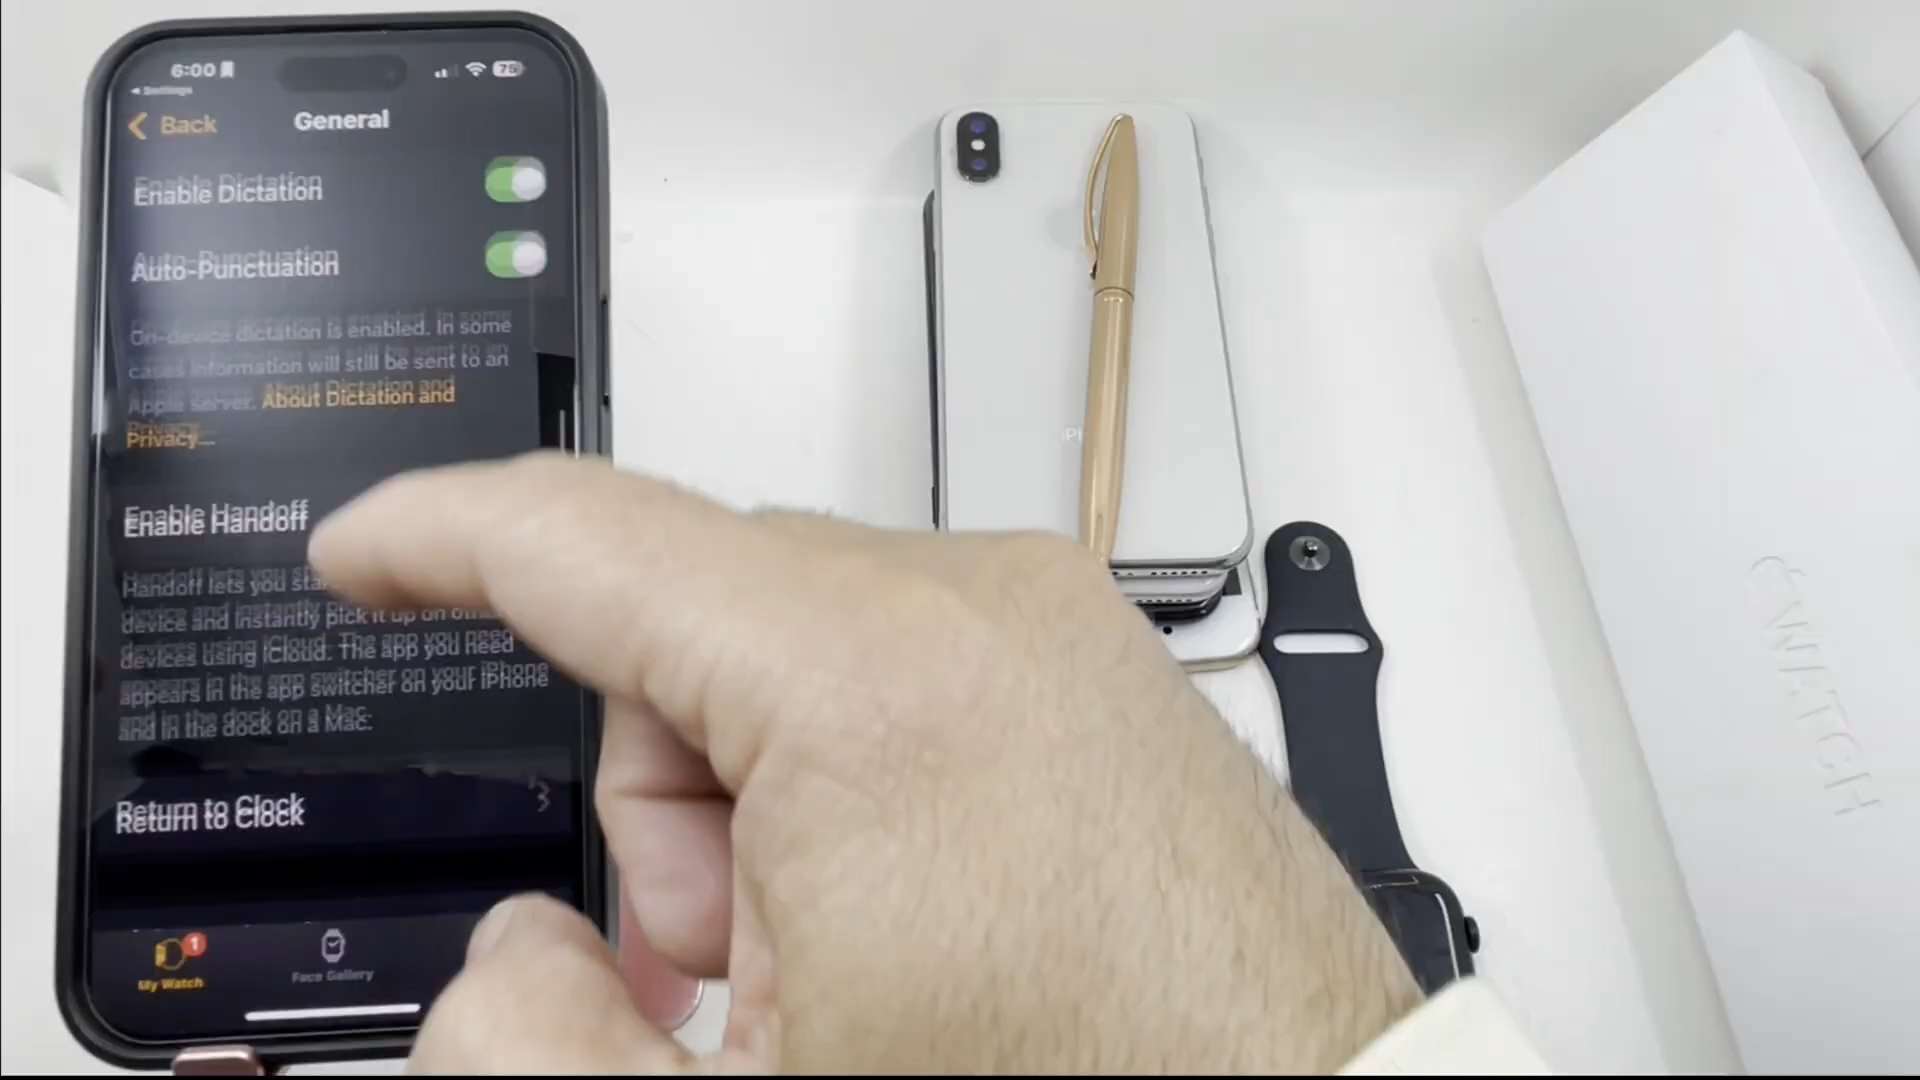 6:00
75
Settings
Back
General
Enable Dictation
Auto-Punctuation
On-device dictation is enabled. In some
cases information will still be sent to an
Apple server. About Dictation and
Privacy...
Enable Handoff
Handoff lets you
device and instantly pick it up on
devices using iCloud. The app you need
appears in the app switcher on your iPhone
and in the dock on a Mac.
Return to Clock
1
My Watch
Face Gallery
WATCH